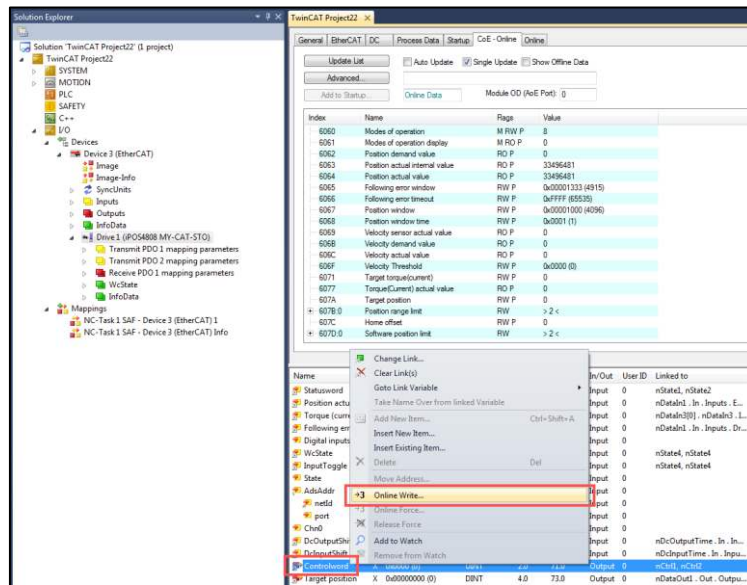 Solution Explorer
Solution 'TwinCAT Project22' (1 project)
TwinCAT Project22
SYSTEM
MOTION
PLC
SAFETY
C++
I/O
Devices
Device 3 (EtherCAT)
Image
Image-Info
SyncUnits
Inputs
Outputs
InfoData
Drive 1 (iPOS4808 MY-CAT-STO)
Transmit PDO 1 mapping parameters
Transmit PDO 2 mapping parameters
Receive PDO 1 mapping parameters
WcState
InfoData
Mappings
NC-Task 1 SAF - Device 3 (EtherCAT) 1
NC-Task 1 SAF - Device 3 (EtherCAT) Info
TwinCAT Project22
General EtherCAT DC Process Data Startup CoE - Online Online
Update List Auto Update Single Update Show Offline Data
Advanced...
Add to Startup... Online Data Module OD (AoE Port): 0
Index Name Flags Value
6060 Modes of operation M RW P 8
6061 Modes of operation display M RO P 0
6062 Position demand value RO P 0
6063 Position actual internal value RO P 33496481
6064 Position actual value RO P 33496481
6065 Following error window RW P 0x00001333 (4915)
6066 Following error timeout RW P 0xFFFF (65535)
6067 Position window RW P 0x00001000 (4096)
6068 Position window time RW P 0x0001 (1)
6069 Velocity sensor actual value RO P 0
606B Velocity demand value RO P 0
606C Velocity actual value RO P 0
606F Velocity Threshold RW P 0x0000 (0)
6071 Target torque(current) RW P 0
6077 Torque(Current) actual value RO P 0
607A Target position RW P 0
607B:0 Position range limit RW > 2 <
607C Home offset RW P 0
607D:0 Software position limit RW > 2 <
Change Link...
Clear Link(s)
Goto Link Variable
Take Name Over from linked Variable
Add New Item... Ctrl+Shift+A
Insert New Item...
Insert Existing Item...
Delete Del
Move Address...
Online Write...
Online Force...
Release Force
Add to Watch
Remove from Watch
Name In/Out User ID Linked to
Statusword Input 0 nState1, nState2
Position actu Input 0 nDataIn1 . In . Inputs . E...
Torque (curre Input 0 nDataIn3[0] . nDataIn3 . I...
Following err Input 0 nDataIn1 . In . Inputs . Dr...
Digital inputs Input 0
WcState Input 0 nState4, nState4
InputToggle Input 0 nState4, nState4
State Input 0
AdsAddr Input 0
netId Input 0
port Input 0
Chn0 Input 0
DcOutputShi Input 0 nDcOutputTime . In . In...
DcInputShift Input 0 nDcInputTime . In . Inpu...
Controlword X 0x0000 (0) UINT 2.0 71.0 Output 0 nCtrl1, nCtrl2
Target position X 0x00000000 (0) DINT 4.0 73.0 Output 0 nDataOut1 . Out . Outpu...